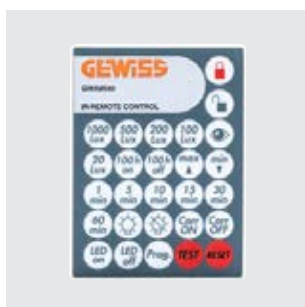 GEWISS
IR-REMOTE CONTROL
1000 Lux 500 Lux 200 Lux 100 Lux
20 Lux 100h on 100h off max min
1 min 5 min 10 min 15 min 30 min
60 min Corr ON Corr OFF
LED on LED off Prog. TEST RESET